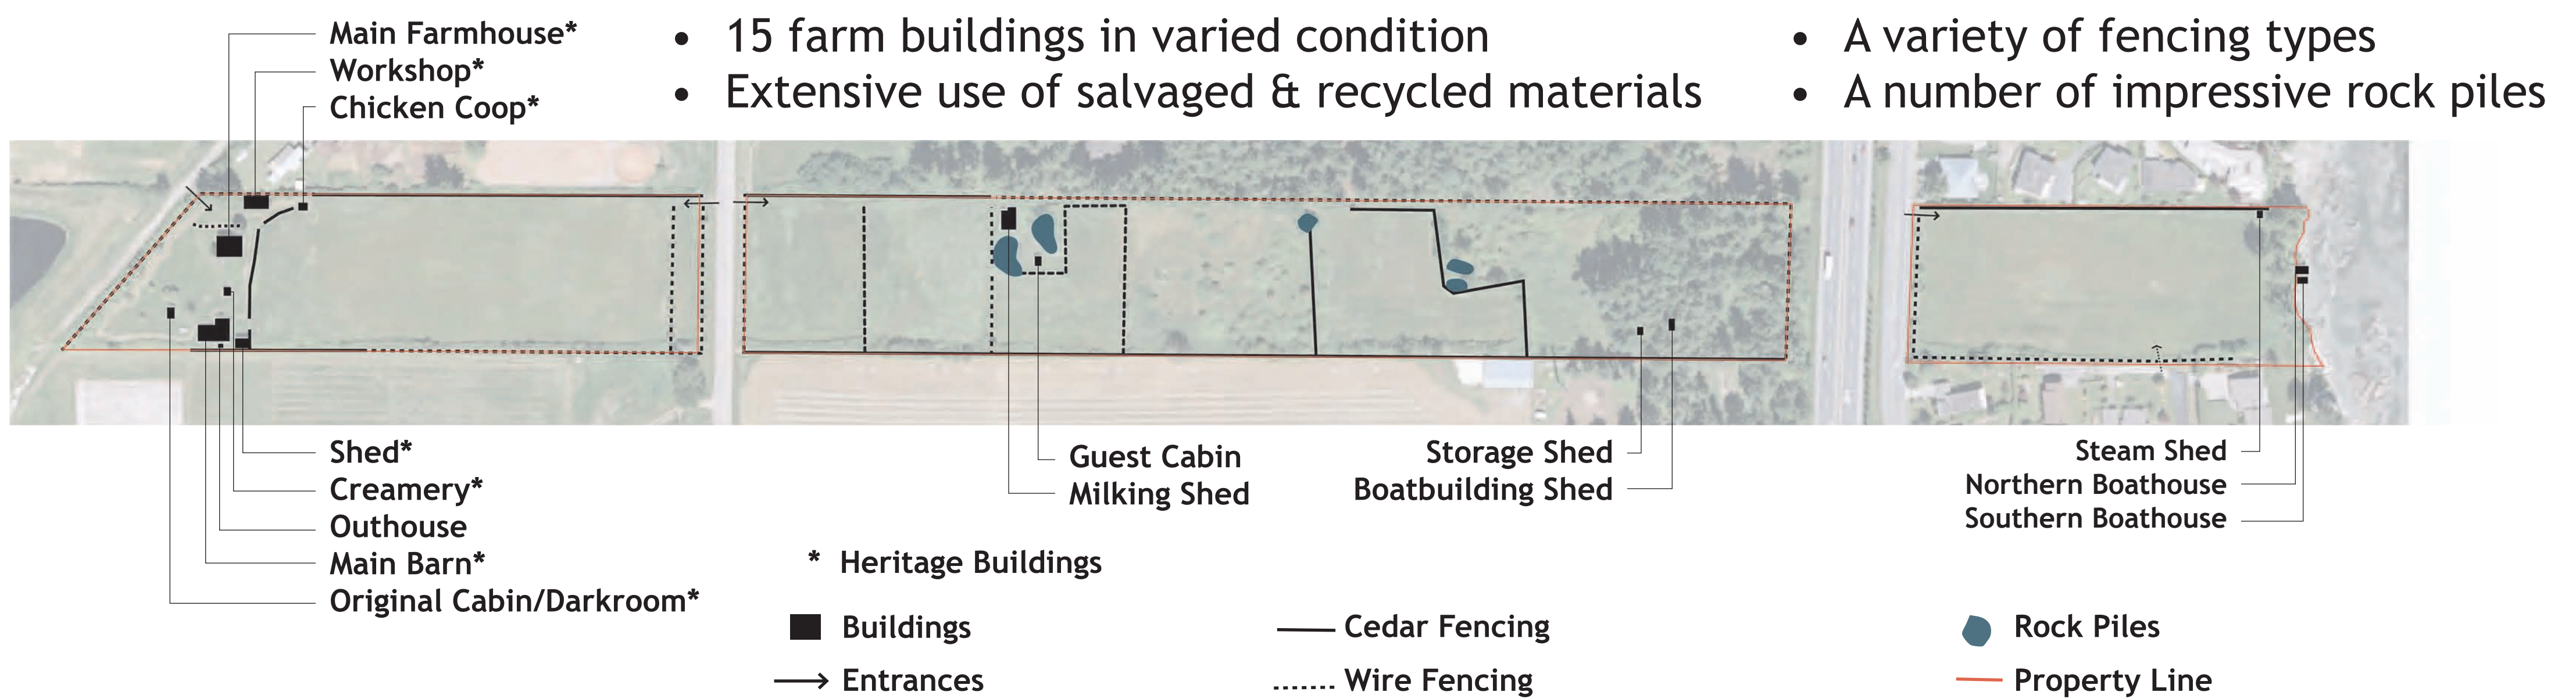 Main Farmhouse*
Workshop*
Chicken Coop*
• 15 farm buildings in varied condition
• Extensive use of salvaged & recycled materials
• A variety of fencing types
• A number of impressive rock piles
Shed*
Creamery*
Outhouse
Main Barn*
Original Cabin/Darkroom*
Guest Cabin
Milking Shed
Storage Shed
Boatbuilding Shed
Steam Shed
Northern Boathouse
Southern Boathouse
* Heritage Buildings
Buildings
Entrances
Cedar Fencing
Wire Fencing
Rock Piles
Property Line